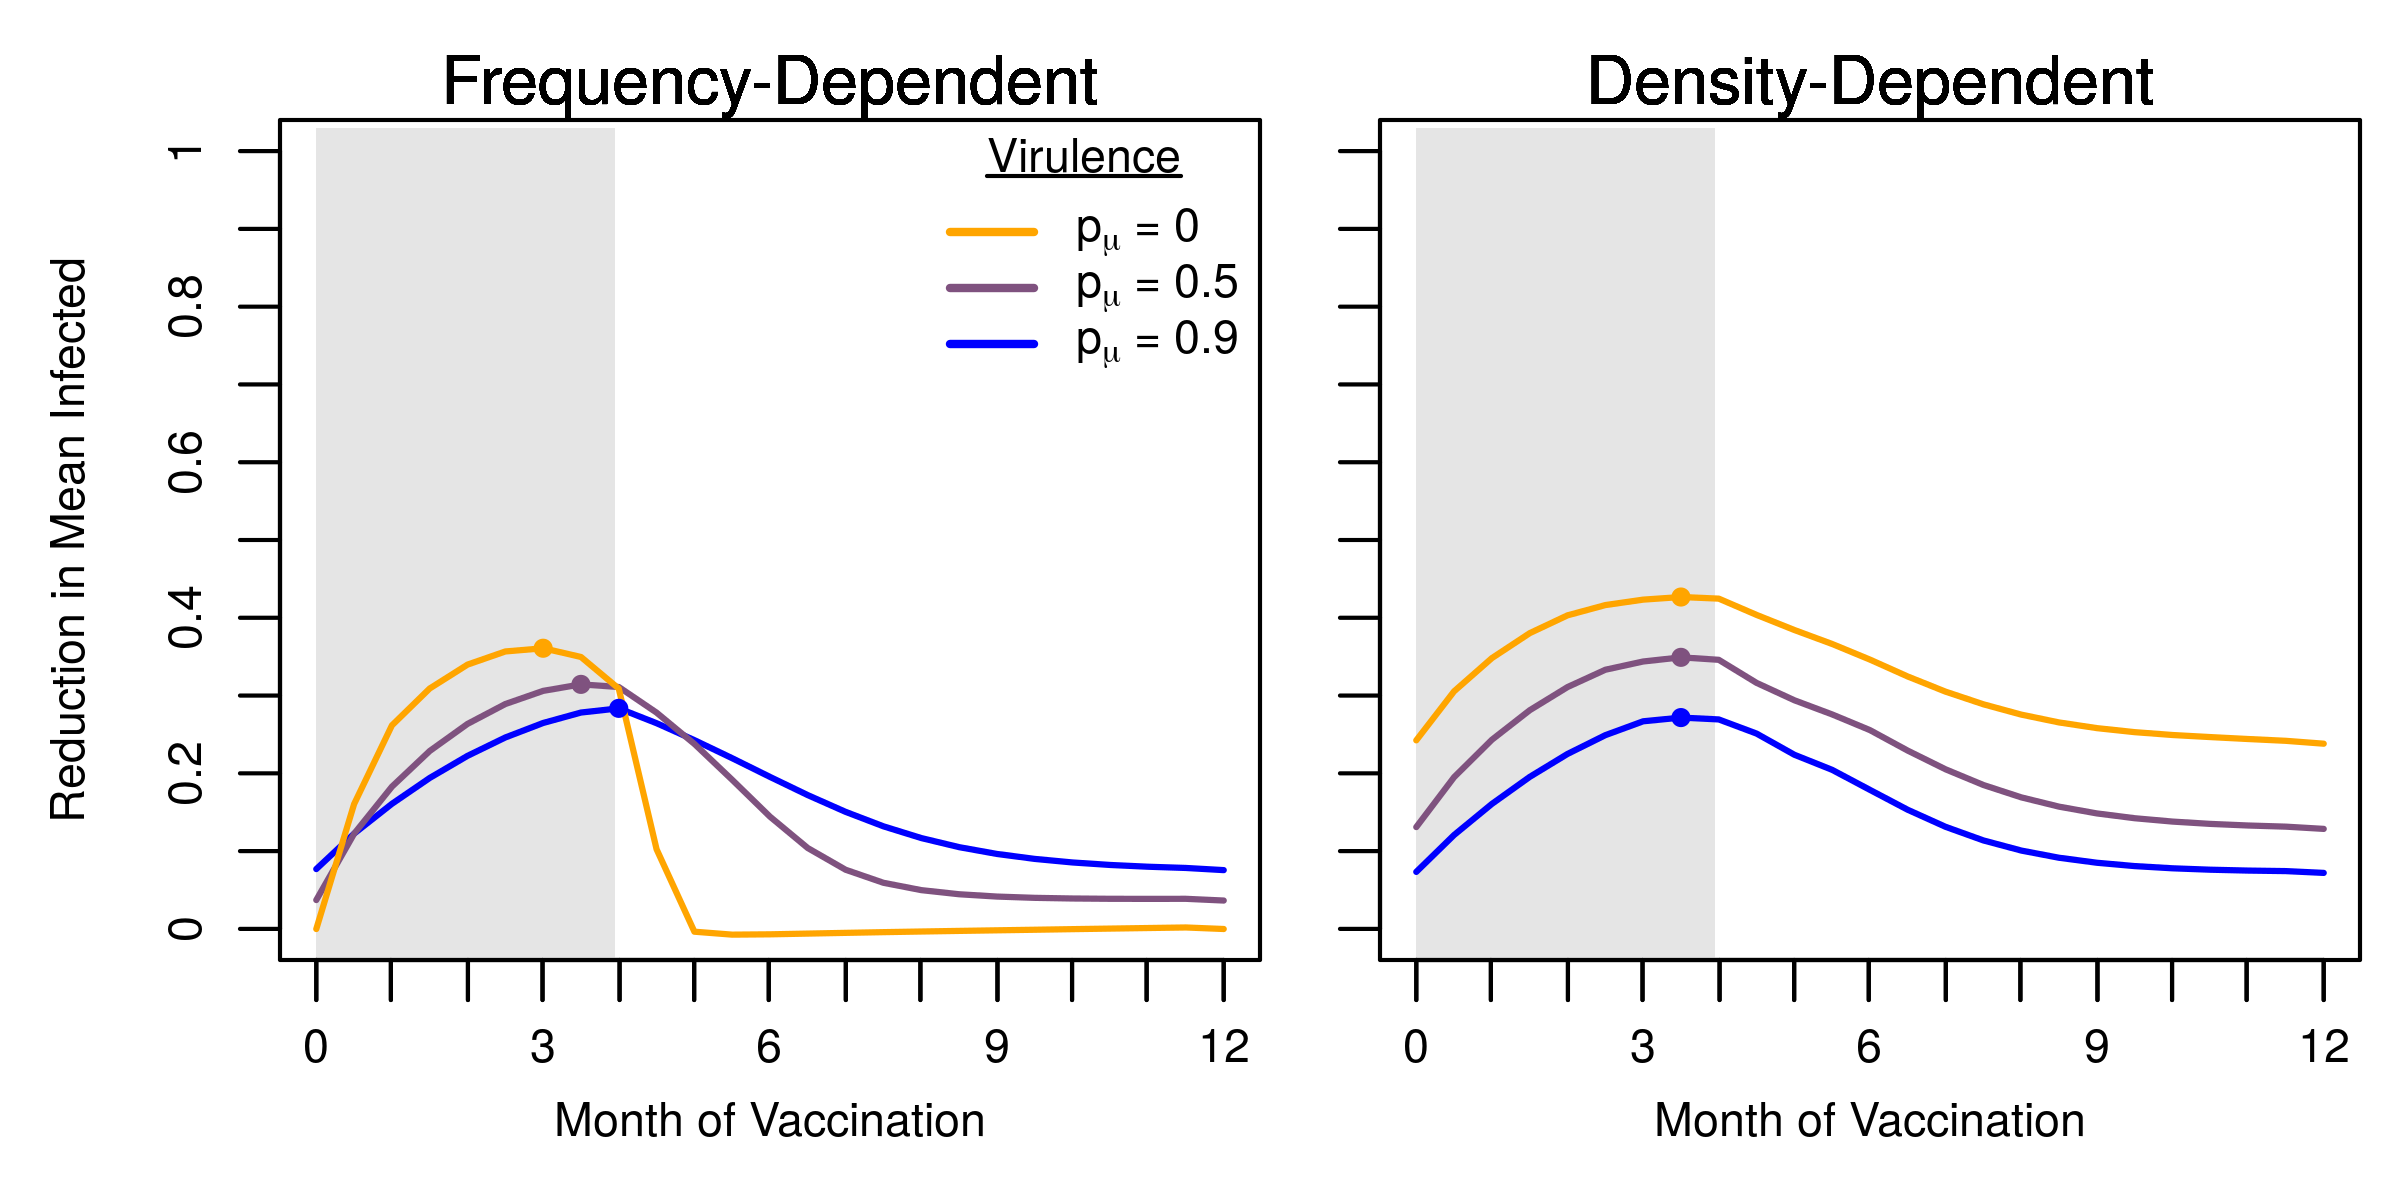 Frequency-Dependent
Density-Dependent
Virulence
pμ = 0
pμ = 0.5
pμ = 0.9
Reduction in Mean Infected
1
0.8
0.6
0.4
0.2
0
0 3 6 9 12
0 3 6 9 12
Month of Vaccination
Month of Vaccination